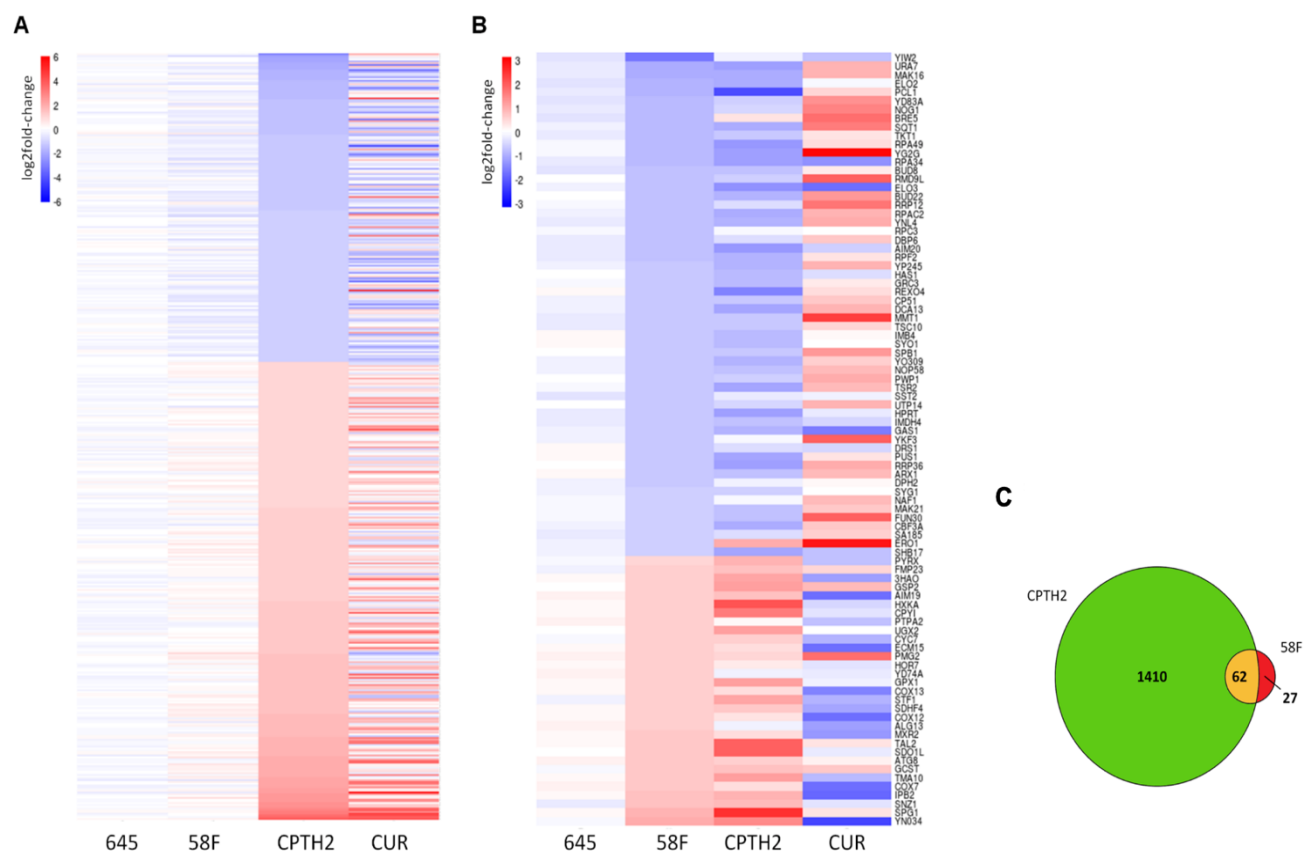 A
B
log2fold-change
6
4
2
0
-2
-4
-6
log2fold-change
3
2
1
0
-1
-2
-3
YIW2
URA7
MAK16
ELO2
PCL1
YD83A
NOG1
BRE5
SQT1
TKT1
RPA49
YG2G
RPA34
BUD8
RMD9L
ELO3
BUD22
RRP12
RPAC2
YNL4
RPC3
DBP6
AIM20
RPF2
YP245
HAS1
GRC3
REXO4
CP51
DCA13
MMT1
TSC10
IMB4
SYO1
SPB1
YO309
NOP58
PWP1
TSR2
SST2
UTP14
HPRT
IMDH4
GAS1
YKF3
DRS1
PUS1
RRP36
ARX1
DPH2
SYG1
NAF1
MAK21
FUN30
CBF3A
SA185
ERO1
SHB17
PYRX
FMP23
3HAO
GSP2
AIM19
HXKA
CPYI
PTPA2
UGX2
CYC7
ECM15
PMG2
HOR7
YD74A
GPX1
COX13
STF1
SDHF4
COX12
ALG13
MXR2
TAL2
SDO1L
ATG8
GCST
TMA10
COX7
IPB2
SNZ1
SPG1
YN034
645 58F CPTH2 CUR
645 58F CPTH2 CUR
C
CPTH2
58F
1410
62
27